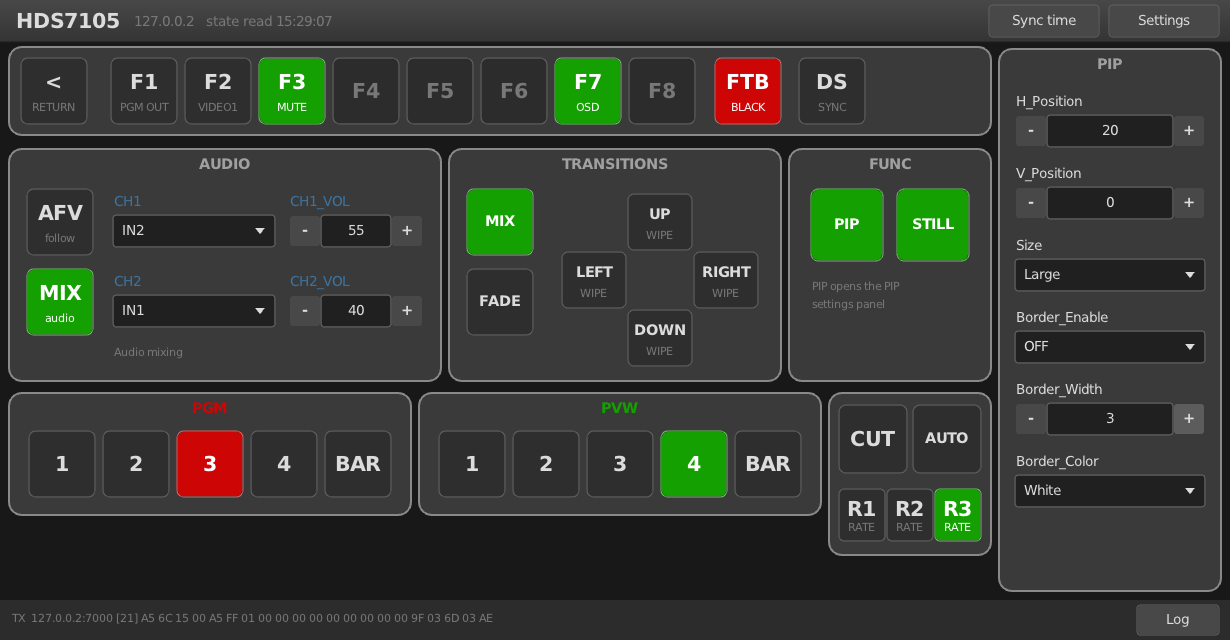 HDS7105 127.0.0.2 state read 15:29:07 Sync time Settings
< F1 F2 F3 F4 F5 F6 F7 F8 FTB DS
RETURN PGM OUT VIDEO1 MUTE OSD BLACK SYNC
AUDIO
AFV
follow
MIX
audio
CH1 CH1_VOL
IN2 - 55 +
CH2 CH2_VOL
IN1 - 40 +
Audio mixing
TRANSITIONS
MIX
FADE
UP
WIPE
LEFT
WIPE
RIGHT
WIPE
DOWN
WIPE
FUNC
PIP STILL
PIP opens the PIP
settings panel
PIP
H_Position
- 20 +
V_Position
- 0 +
Size
Large
Border_Enable
OFF
Border_Width
- 3 +
Border_Color
White
PGM
1 2 3 4 BAR
PVW
1 2 3 4 BAR
CUT AUTO
R1 R2 R3
RATE RATE RATE
TX 127.0.0.2:7000 [21] A5 6C 15 00 A5 FF 01 00 00 00 00 00 00 00 00 00 9F 03 6D 03 AE
Log